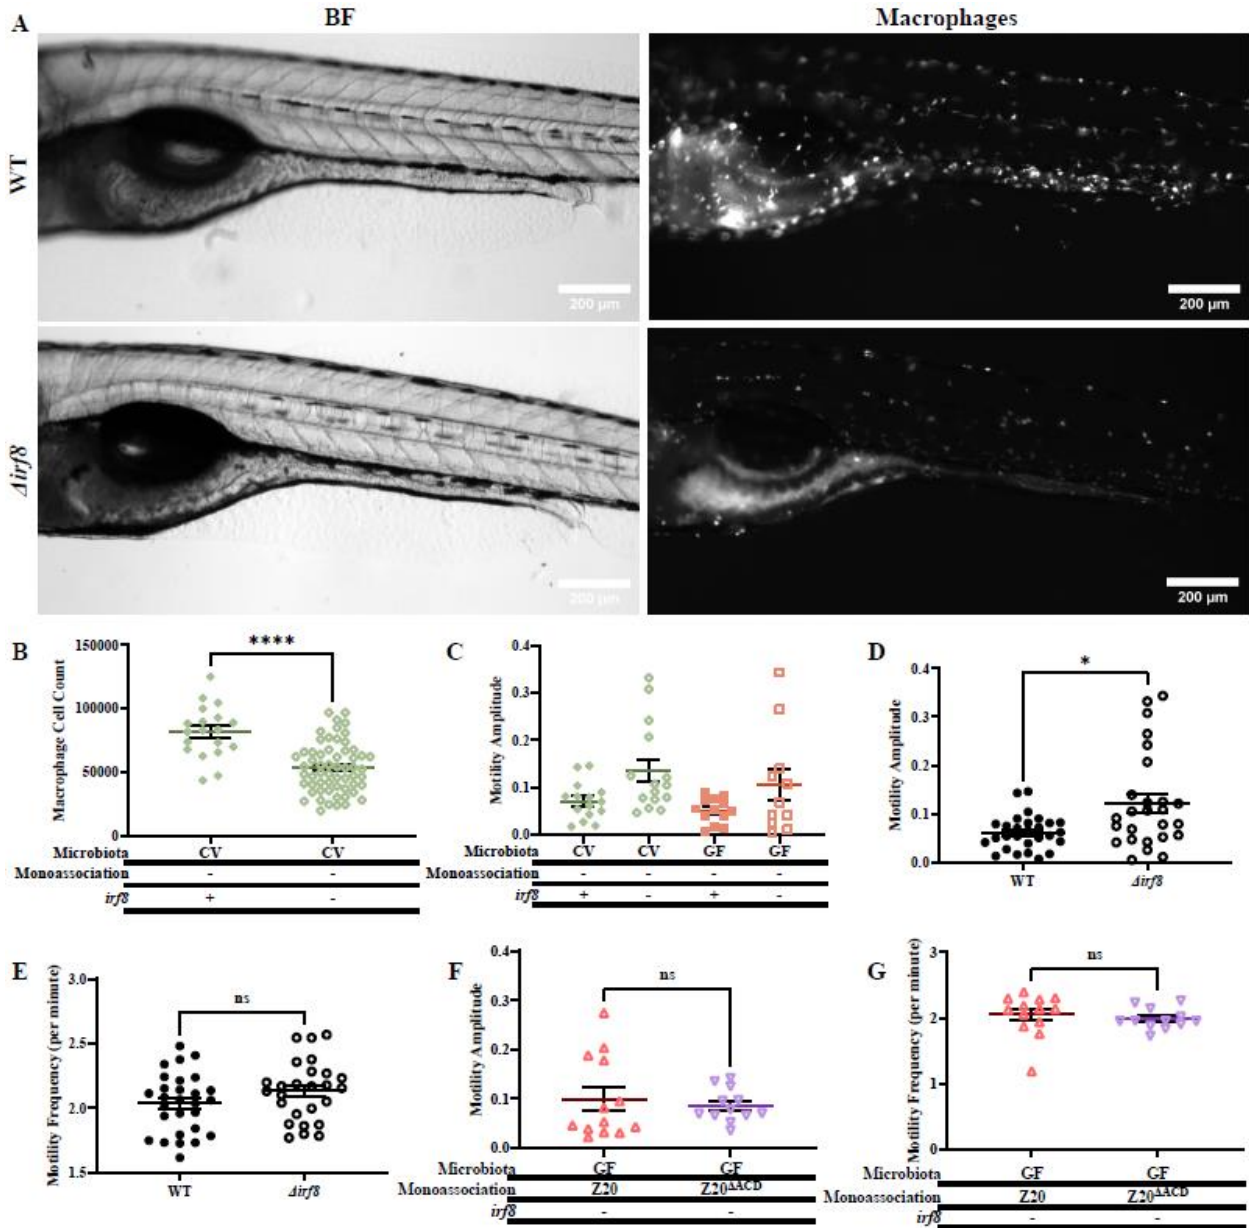 A BF Macrophages
WT
200 µm
200 µm
Δirf8
200 µm
200 µm
B
Macrophage Cell Count
150000
100000
50000
0
****
Microbiota CV CV
Monoassociation - -
irf8 + -
C
Motility Amplitude
0.4
0.3
0.2
0.1
0.0
Microbiota CV CV GF GF
Monoassociation - - - -
irf8 + - + -
D
Motility Amplitude
0.4
0.3
0.2
0.1
0.0
*
WT Δirf8
E
Motility Frequency (per minute)
3.0
2.5
2.0
1.5
ns
WT Δirf8
F
Motility Amplitude
0.4
0.3
0.2
0.1
0.0
ns
Microbiota GF GF
Monoassociation Z20 Z20ΔACD
irf8 - -
G
Motility Frequency (per minute)
3
2
1
0
ns
Microbiota GF GF
Monoassociation Z20 Z20ΔACD
irf8 - -